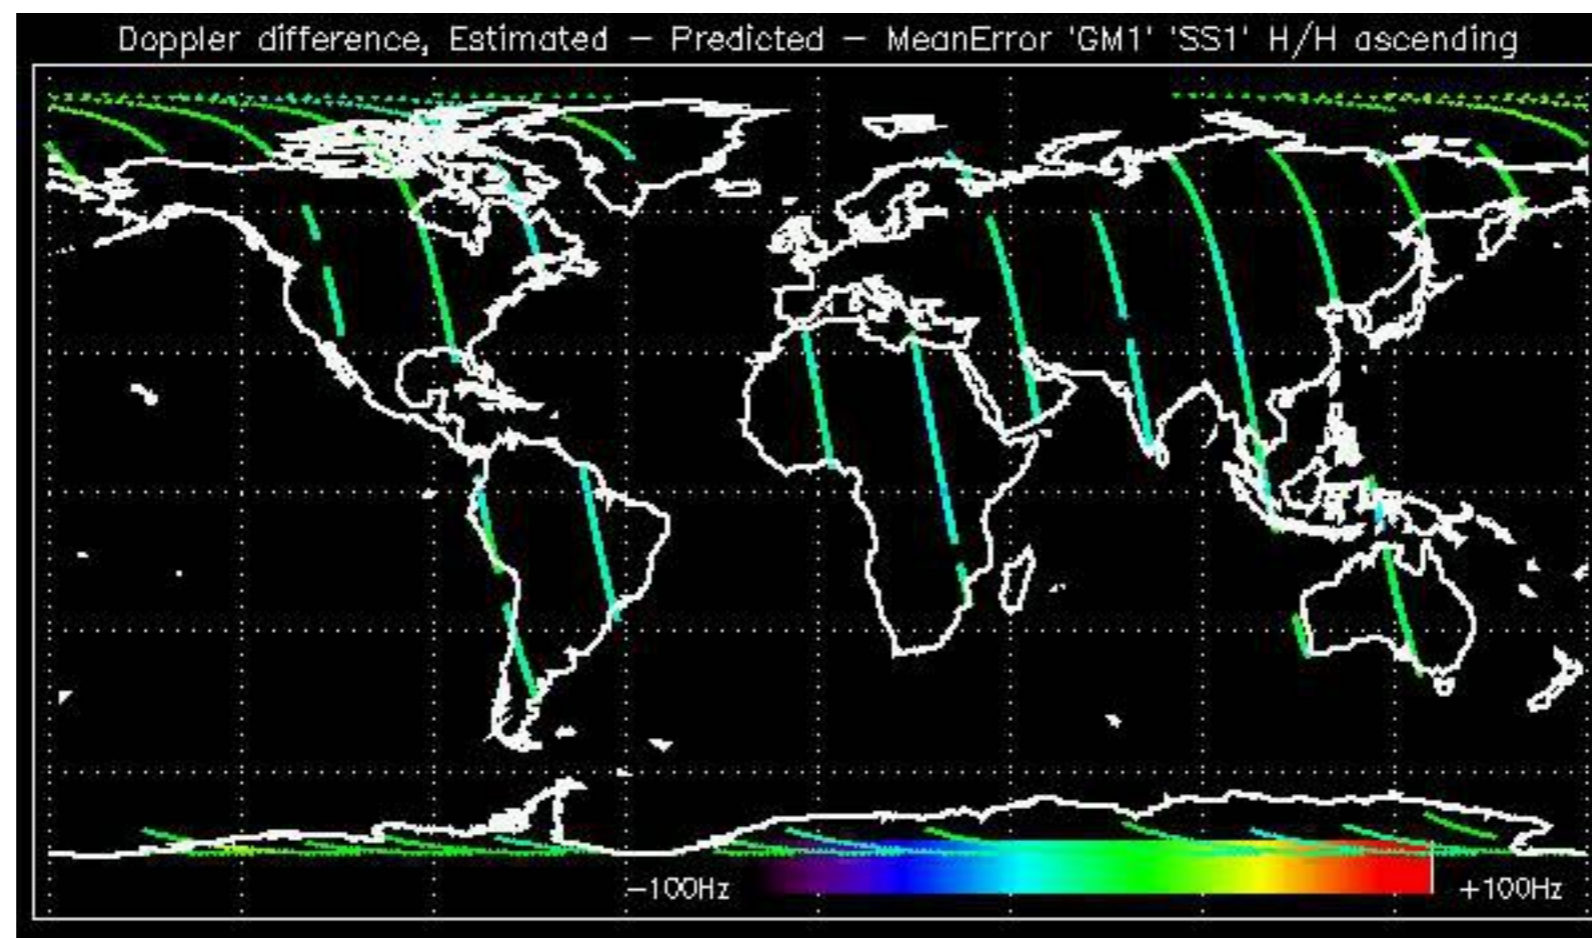 Doppler difference, Estimated – Predicted – MeanError 'GM1' 'SS1' H/H ascending
–100Hz +100Hz